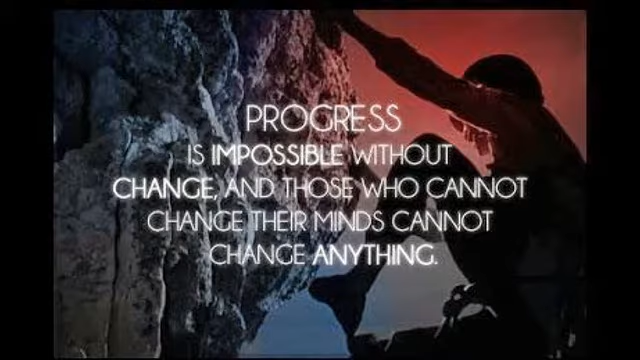 PROGRESS
IS IMPOSSIBLE WITHOUT
CHANGE, AND THOSE WHO CANNOT
CHANGE THEIR MINDS CANNOT
CHANGE ANYTHING.